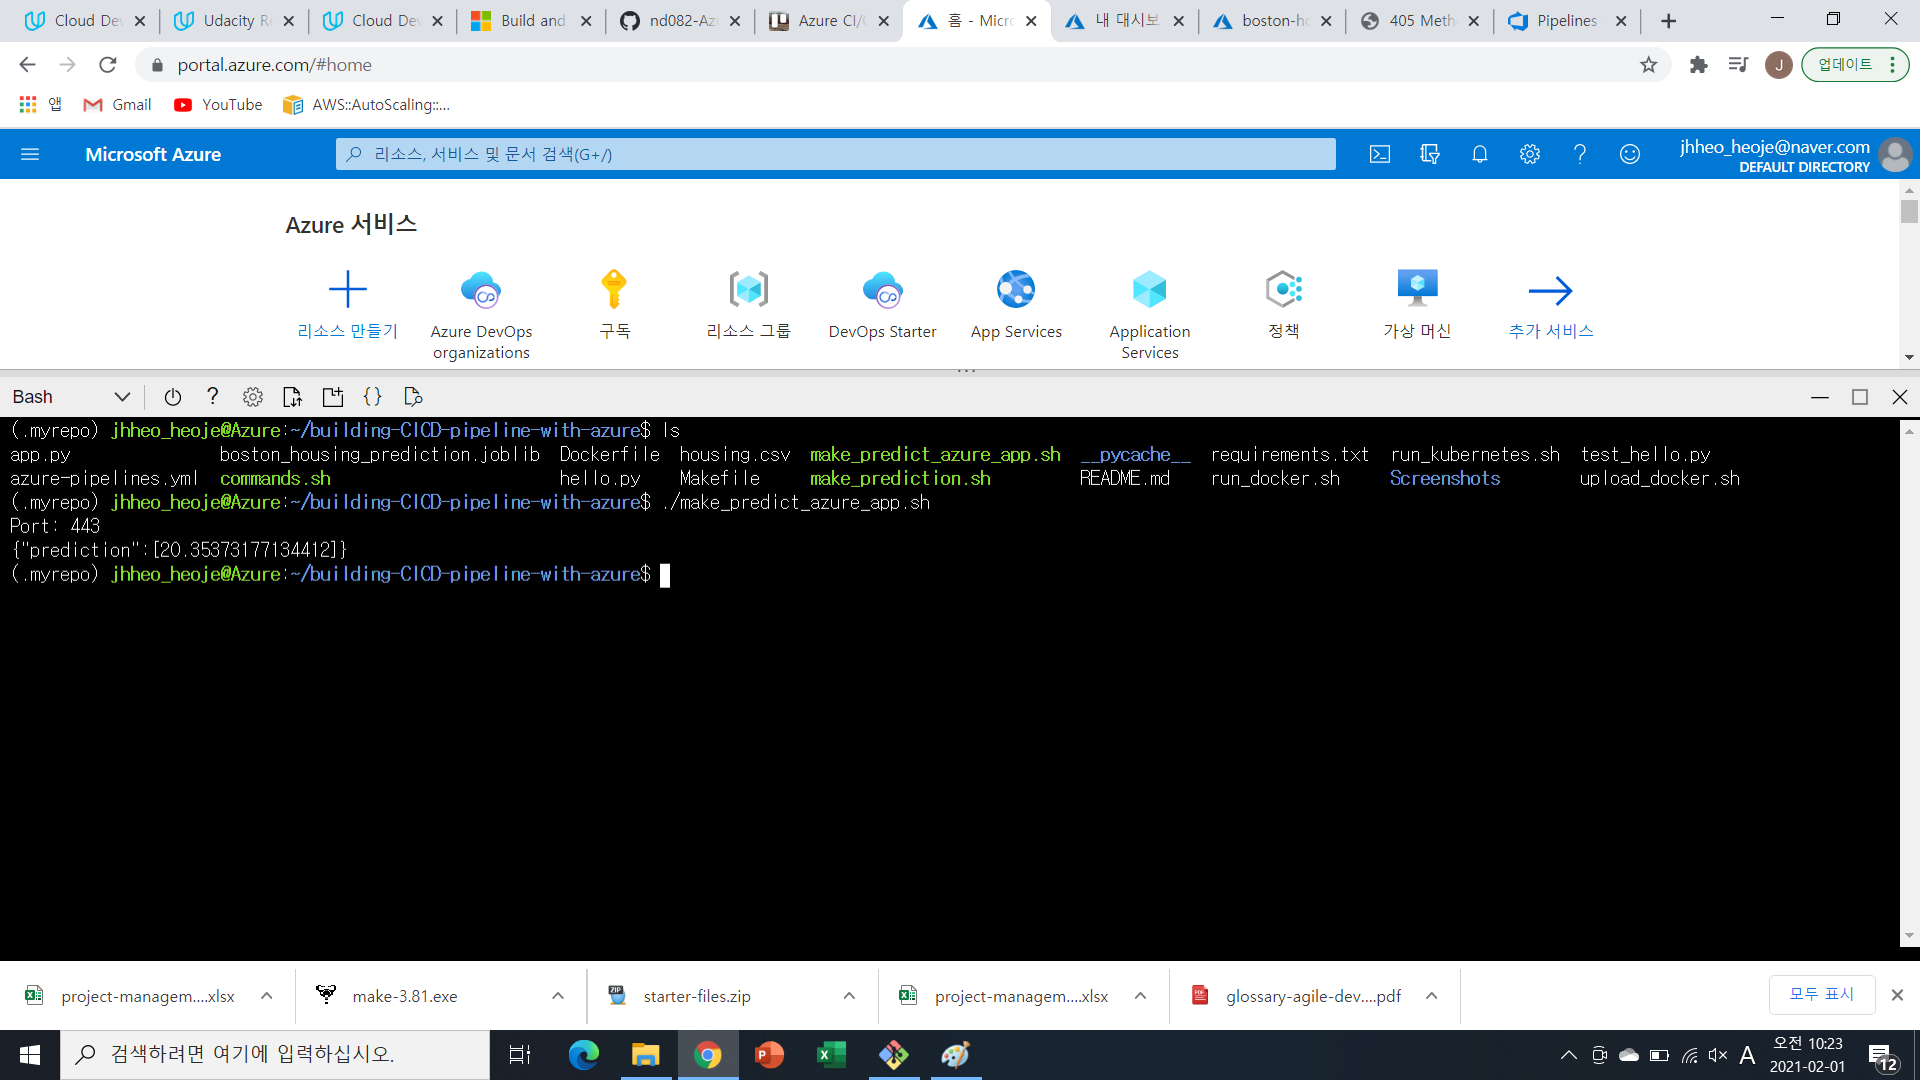 Cloud Dev
Udacity Re
Cloud Dev
Build and
nd082-Az
Azure CI/
홈 - Micr
내 대시보
boston-ho
405 Meth
Pipelines
portal.azure.com/#home
J
업데이트
앱
Gmail
YouTube
AWS::AutoScaling::...
Microsoft Azure
리소스, 서비스 및 문서 검색(G+/)
jhheo_heoje@naver.com
DEFAULT DIRECTORY
Azure 서비스
리소스 만들기
Azure DevOps organizations
구독
리소스 그룹
DevOps Starter
App Services
Application Services
정책
가상 머신
추가 서비스
Bash
(.myrepo) jhheo_heoje@Azure:~/building-CICD-pipeline-with-azure$ ls
app.py boston_housing_prediction.joblib Dockerfile housing.csv make_predict_azure_app.sh __pycache__ requirements.txt run_kubernetes.sh test_hello.py
azure-pipelines.yml commands.sh hello.py Makefile make_prediction.sh README.md run_docker.sh Screenshots upload_docker.sh
(.myrepo) jhheo_heoje@Azure:~/building-CICD-pipeline-with-azure$ ./make_predict_azure_app.sh
Port: 443
{"prediction":[20.35373177134412]}
(.myrepo) jhheo_heoje@Azure:~/building-CICD-pipeline-with-azure$
project-managem....xlsx
make-3.81.exe
starter-files.zip
project-managem....xlsx
glossary-agile-dev....pdf
모두 표시
검색하려면 여기에 입력하십시오.
A
오전 10:23
2021-02-01
12